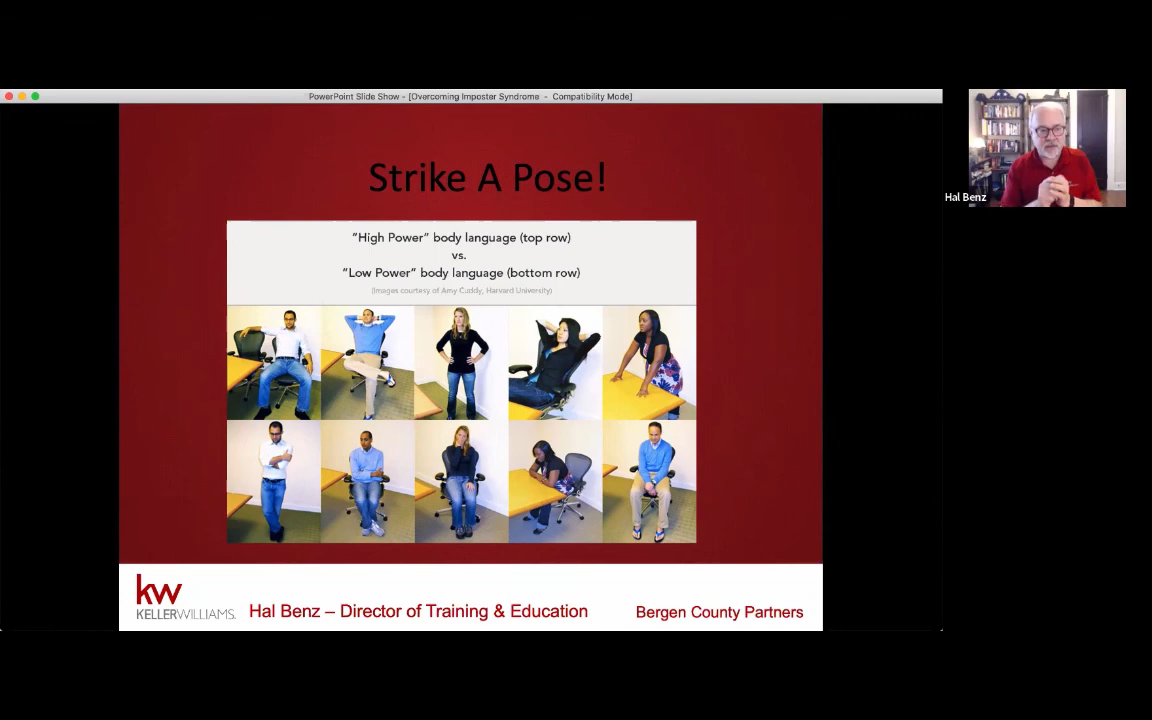 PowerPoint Slide Show - [Overcoming Imposter Syndrome - Compatibility Mode]
Strike A Pose!
"High Power" body language (top row)
vs.
"Low Power" body language (bottom row)
(Images courtesy of Amy Cuddy, Harvard University)
Hal Benz
kw
KELLERWILLIAMS.
Hal Benz – Director of Training & Education
Bergen County Partners